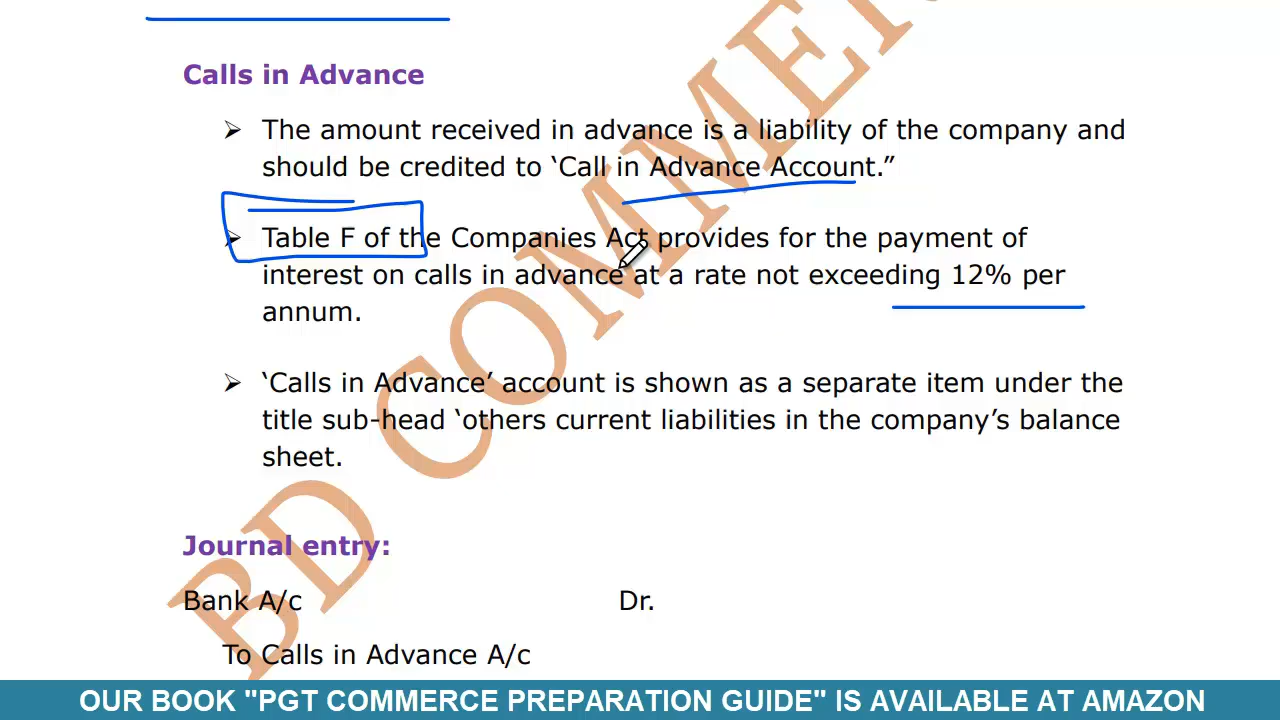 Calls in Advance
➢ The amount received in advance is a liability of the company and
should be credited to ‘Call in Advance Account.”
➢ Table F of the Companies Act provides for the payment of
interest on calls in advance at a rate not exceeding 12% per
annum.
➢ ‘Calls in Advance’ account is shown as a separate item under the
title sub-head ‘others current liabilities in the company’s balance
sheet.
Journal entry:
Bank A/c Dr.
To Calls in Advance A/c
BD COMMER
OUR BOOK "PGT COMMERCE PREPARATION GUIDE" IS AVAILABLE AT AMAZON